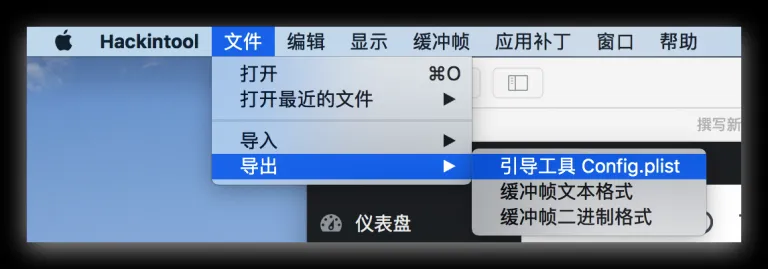 Hackintool 文件 编辑 显示 缓冲帧 应用补丁 窗口 帮助
打开 ⌘O
打开最近的文件 ▶
撰写新
导入 ▶
导出 ▶ 引导工具 Config.plist
缓冲帧文本格式
仪表盘 缓冲帧二进制格式